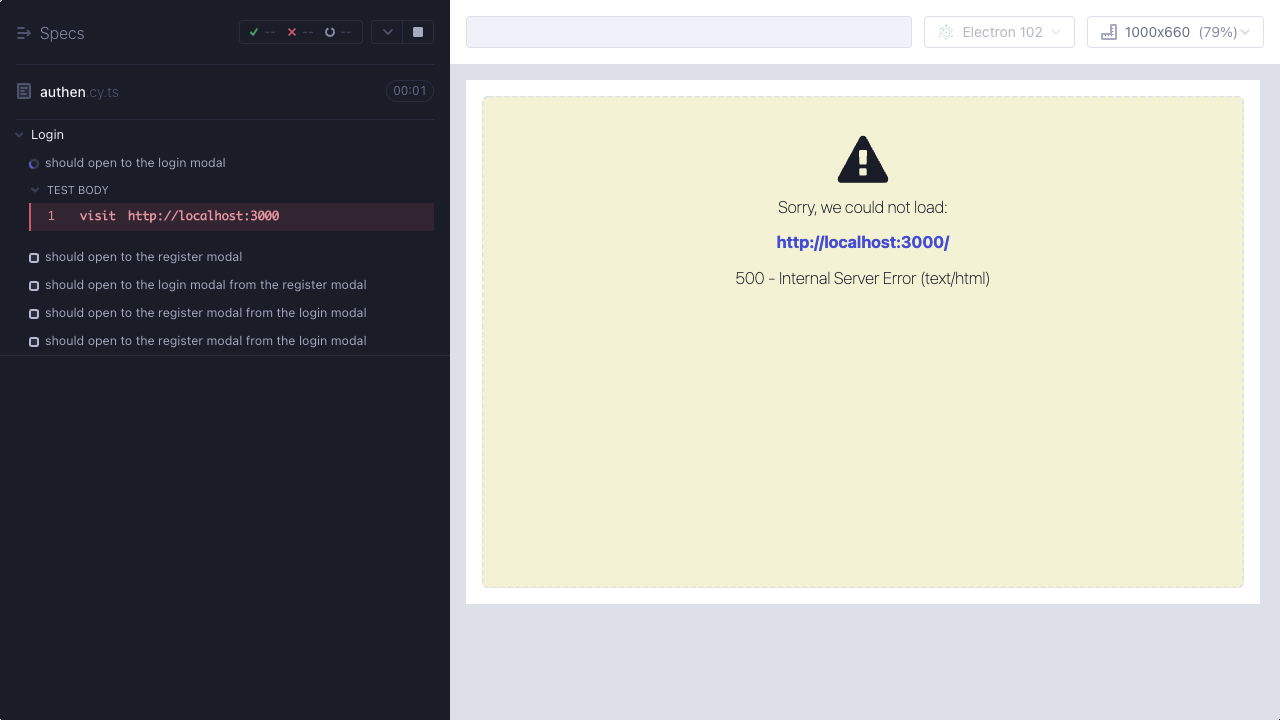 Specs
-- -- --
authen.cy.ts
00:01
Login
should open to the login modal
TEST BODY
1 visit http://localhost:3000
should open to the register modal
should open to the login modal from the register modal
should open to the register modal from the login modal
should open to the register modal from the login modal
Electron 102
1000x660 (79%)
Sorry, we could not load:
http://localhost:3000/
500 - Internal Server Error (text/html)